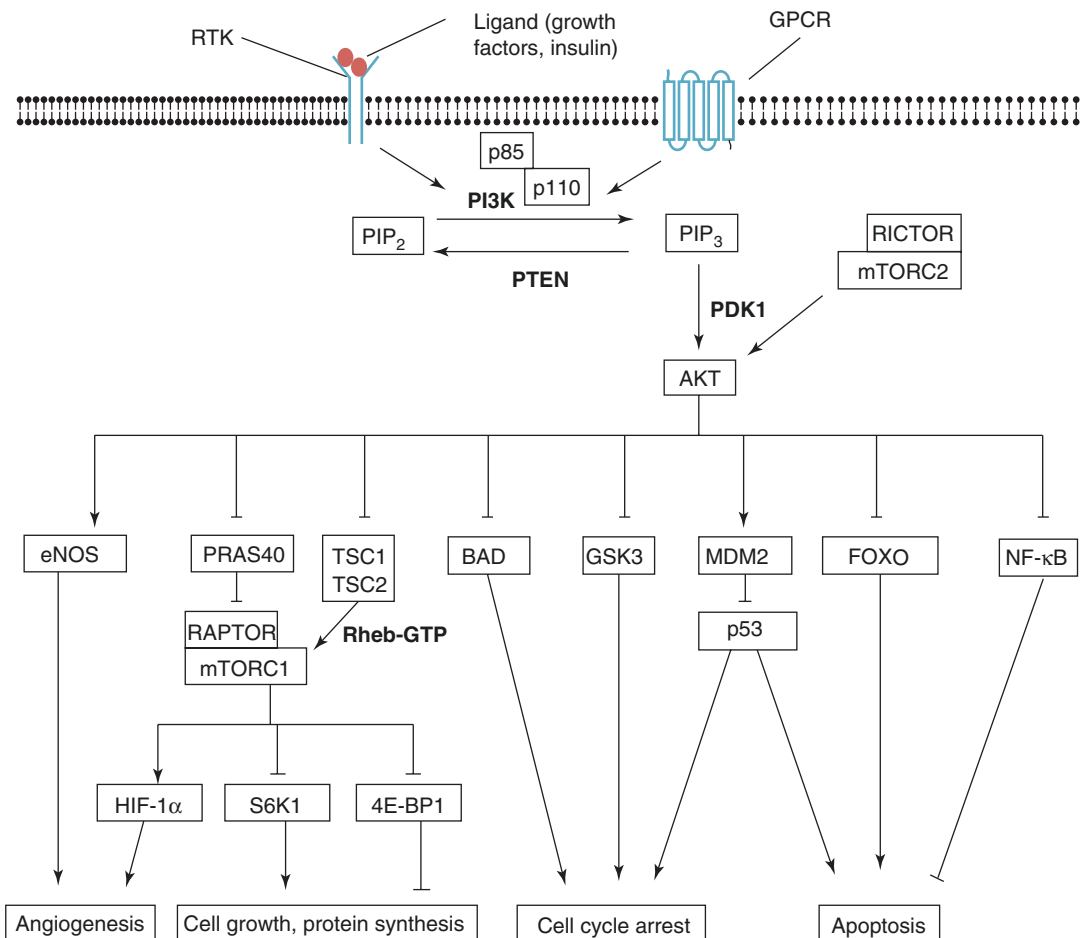 Ligand (growth
factors, insulin)
GPCR
RTK
p85
p110
PI3K
PIP₂
PIP₃
RICTOR
mTORC2
PTEN
PDK1
AKT
eNOS
PRAS40
TSC1
TSC2
BAD
GSK3
MDM2
FOXO
NF-κB
RAPTOR
mTORC1
Rheb-GTP
p53
HIF-1α
S6K1
4E-BP1
Angiogenesis
Cell growth, protein synthesis
Cell cycle arrest
Apoptosis